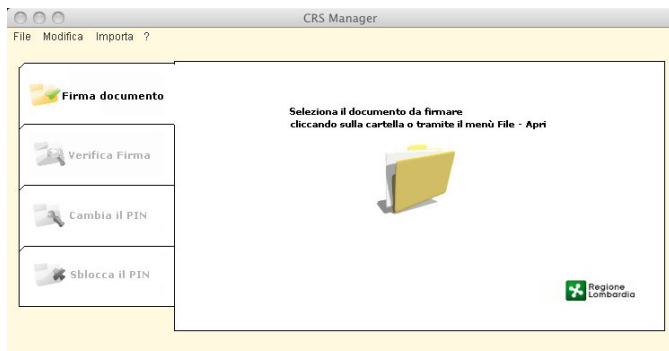 CRS Manager
File Modifica Importa ?
Firma documento
Verifica Firma
Cambia il PIN
Sblocca il PIN
Seleziona il documento da firmare
cliccando sulla cartella o tramite il menù File - Apri
Regione
Lombardia